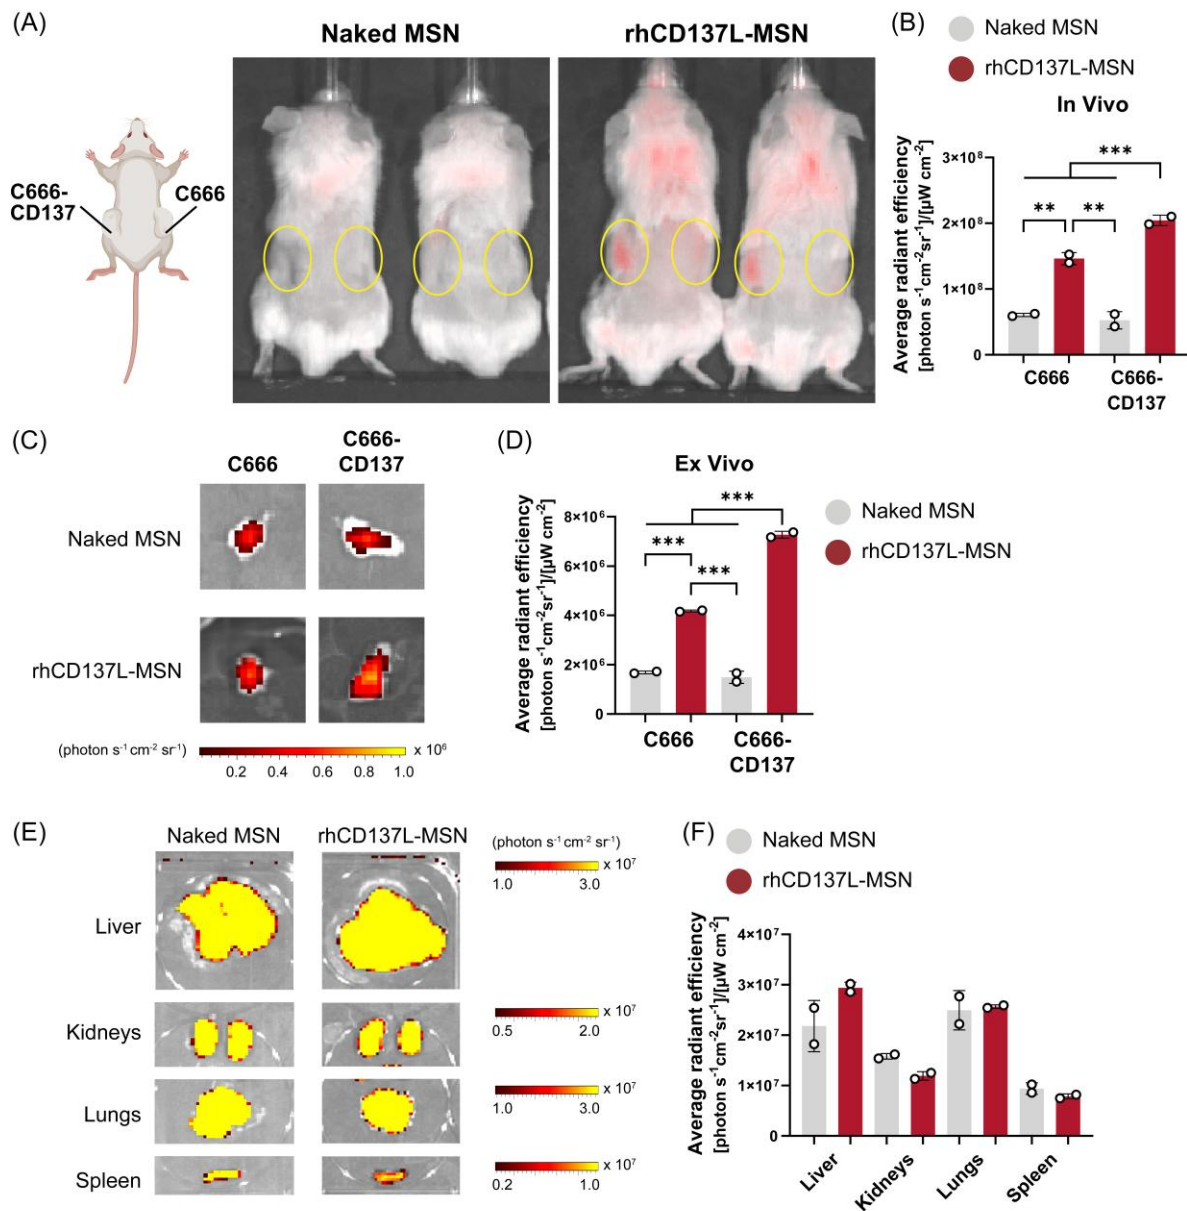 (A)
Naked MSN
rhCD137L-MSN
C666-
CD137
C666
(B)
Naked MSN
rhCD137L-MSN
In Vivo
Average radiant efficiency
[photon s⁻¹cm⁻²sr⁻¹]/[µW cm⁻²]
3×10⁸
2×10⁸
1×10⁸
0
***
**
**
C666
C666-
CD137
(C)
C666
C666-
CD137
Naked MSN
rhCD137L-MSN
(photon s⁻¹ cm⁻² sr⁻¹)
x 10⁶
0.2 0.4 0.6 0.8 1.0
(D)
Ex Vivo
Average radiant efficiency
[photon s⁻¹cm⁻²sr⁻¹]/[µW cm⁻²]
8×10⁶
6×10⁶
4×10⁶
2×10⁶
0
***
***
***
C666
C666-
CD137
Naked MSN
rhCD137L-MSN
(E)
Naked MSN
rhCD137L-MSN
(photon s⁻¹ cm⁻² sr⁻¹)
Liver
x 10⁷
1.0 3.0
Kidneys
x 10⁷
0.5 2.0
Lungs
x 10⁷
1.0 3.0
Spleen
x 10⁷
0.2 1.0
(F)
Naked MSN
rhCD137L-MSN
Average radiant efficiency
[photon s⁻¹cm⁻²sr⁻¹]/[µW cm⁻²]
4×10⁷
3×10⁷
2×10⁷
1×10⁷
0
Liver
Kidneys
Lungs
Spleen